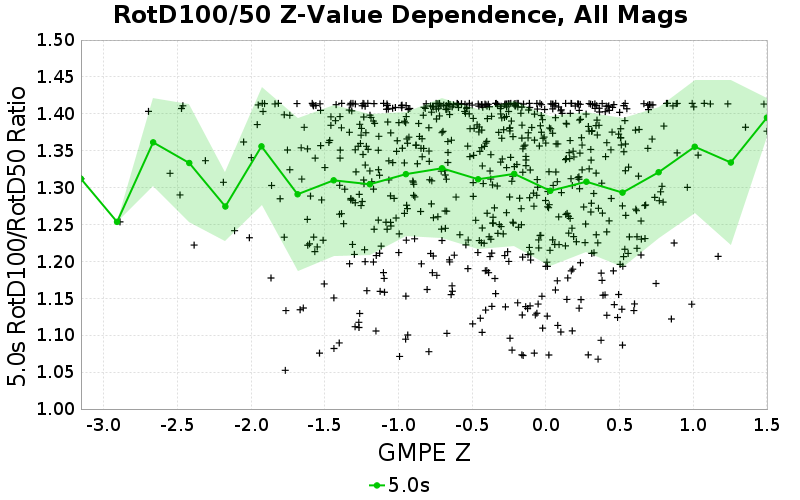 RotD100/50 Z-Value Dependence, All Mags
5.0s RotD100/RotD50 Ratio
1.50
1.45
1.40
1.35
1.30
1.25
1.20
1.15
1.10
1.05
1.00
-3.0 -2.5 -2.0 -1.5 -1.0 -0.5 0.0 0.5 1.0 1.5
GMPE Z
5.0s